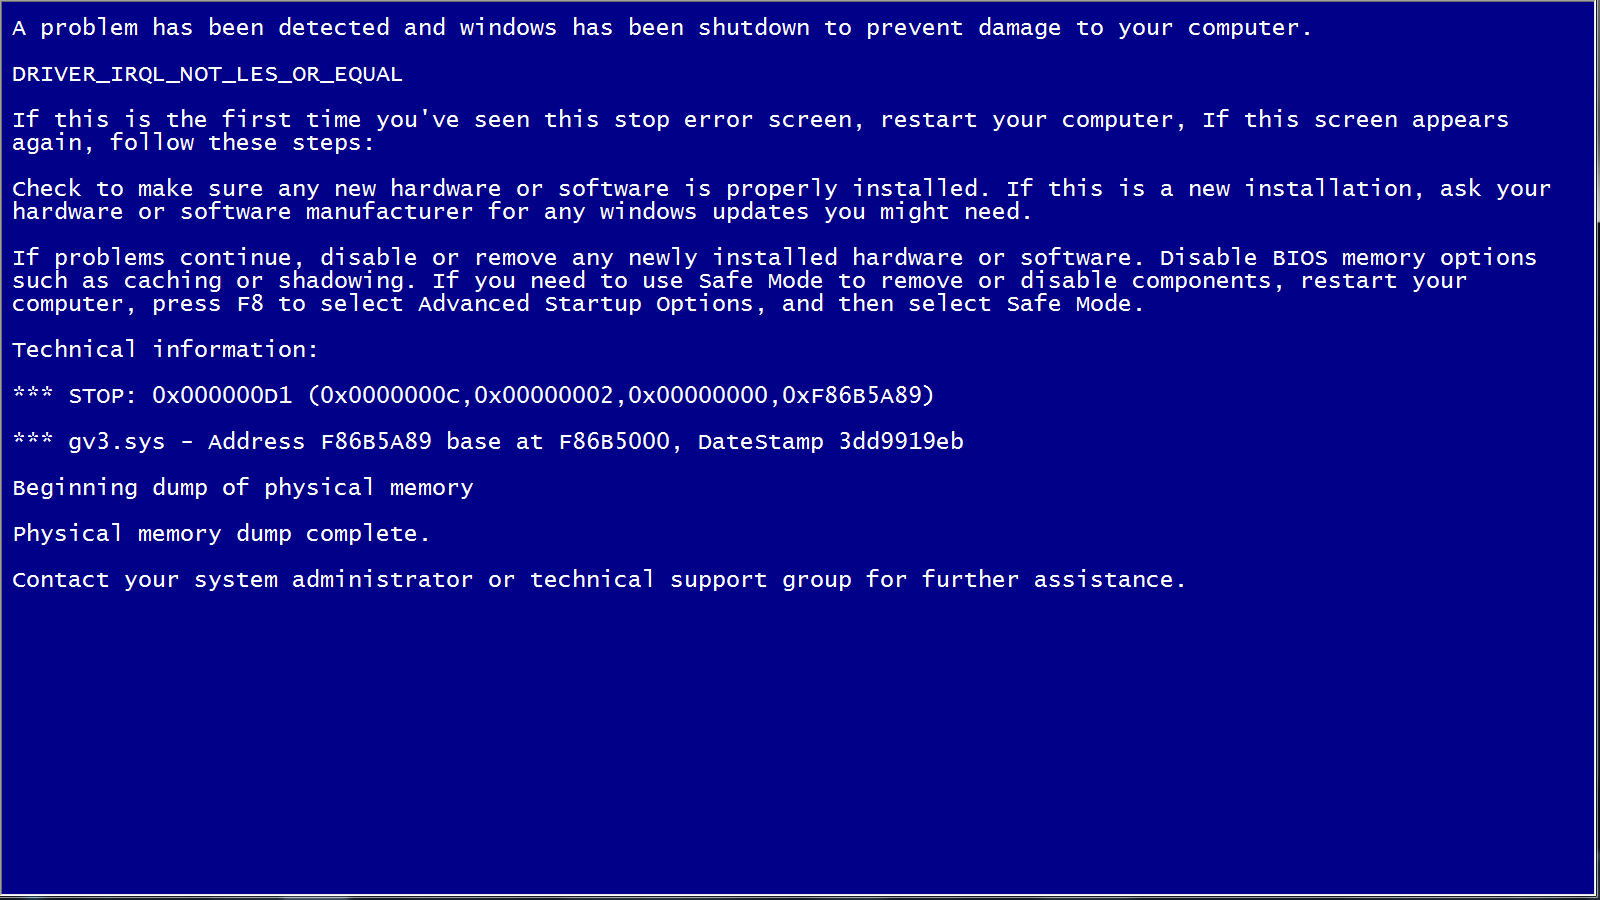 A problem has been detected and windows has been shutdown to prevent damage to your computer.
DRIVER_IRQL_NOT_LES_OR_EQUAL
If this is the first time you've seen this stop error screen, restart your computer, If this screen appears
again, follow these steps:
Check to make sure any new hardware or software is properly installed. If this is a new installation, ask your
hardware or software manufacturer for any windows updates you might need.
If problems continue, disable or remove any newly installed hardware or software. Disable BIOS memory options
such as caching or shadowing. If you need to use Safe Mode to remove or disable components, restart your
computer, press F8 to select Advanced Startup Options, and then select Safe Mode.
Technical information:
*** STOP: 0x000000D1 (0x0000000C,0x00000002,0x00000000,0xF86B5A89)
*** gv3.sys - Address F86B5A89 base at F86B5000, DateStamp 3dd9919eb
Beginning dump of physical memory
Physical memory dump complete.
Contact your system administrator or technical support group for further assistance.